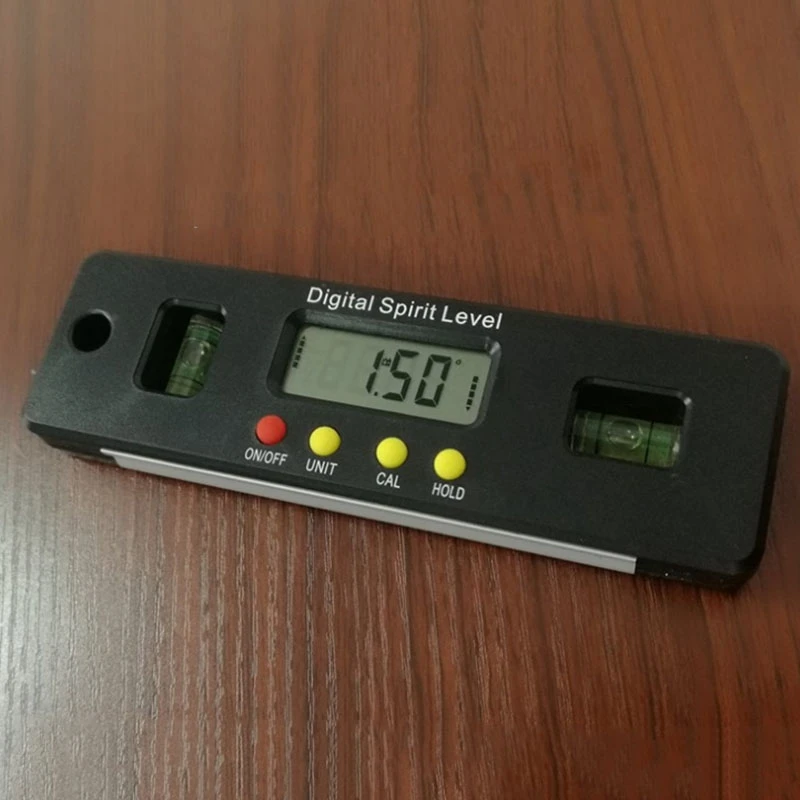 Digital Spirit Level
1.50°
ON/OFF UNIT CAL HOLD